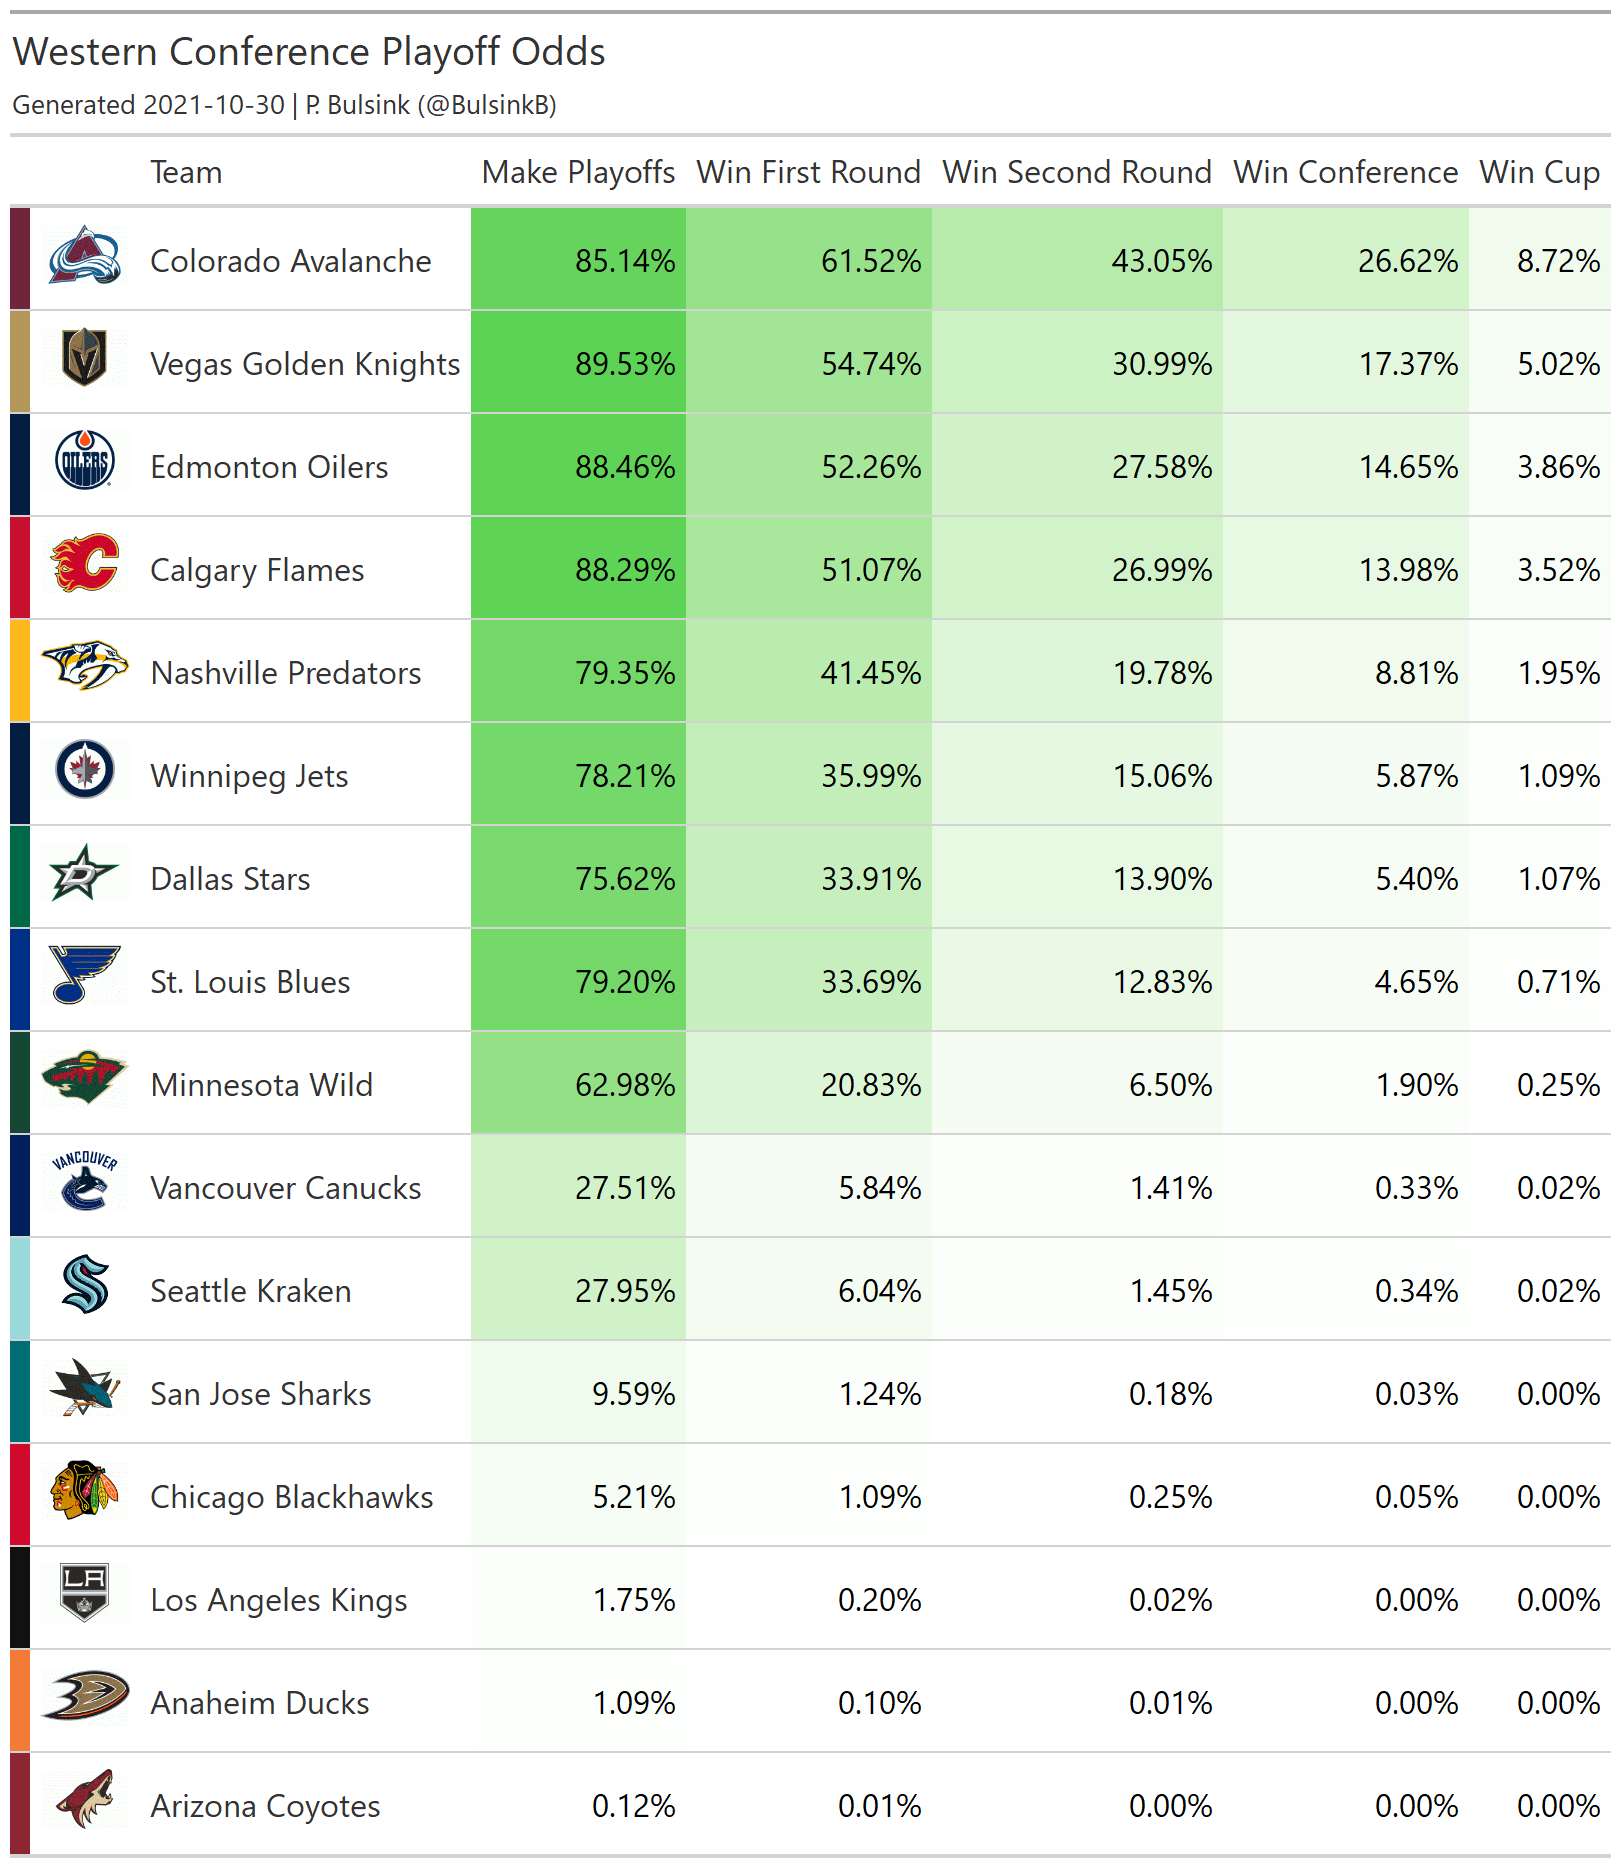 Western Conference Playoff Odds
Generated 2021-10-30 | P. Bulsink (@BulsinkB)
Team Make Playoffs Win First Round Win Second Round Win Conference Win Cup
Colorado Avalanche 85.14% 61.52% 43.05% 26.62% 8.72%
Vegas Golden Knights 89.53% 54.74% 30.99% 17.37% 5.02%
OILERS Edmonton Oilers 88.46% 52.26% 27.58% 14.65% 3.86%
C Calgary Flames 88.29% 51.07% 26.99% 13.98% 3.52%
Nashville Predators 79.35% 41.45% 19.78% 8.81% 1.95%
Winnipeg Jets 78.21% 35.99% 15.06% 5.87% 1.09%
D Dallas Stars 75.62% 33.91% 13.90% 5.40% 1.07%
St. Louis Blues 79.20% 33.69% 12.83% 4.65% 0.71%
Minnesota Wild 62.98% 20.83% 6.50% 1.90% 0.25%
VANCOUVER Vancouver Canucks 27.51% 5.84% 1.41% 0.33% 0.02%
S Seattle Kraken 27.95% 6.04% 1.45% 0.34% 0.02%
San Jose Sharks 9.59% 1.24% 0.18% 0.03% 0.00%
Chicago Blackhawks 5.21% 1.09% 0.25% 0.05% 0.00%
LA Los Angeles Kings 1.75% 0.20% 0.02% 0.00% 0.00%
Anaheim Ducks 1.09% 0.10% 0.01% 0.00% 0.00%
Arizona Coyotes 0.12% 0.01% 0.00% 0.00% 0.00%